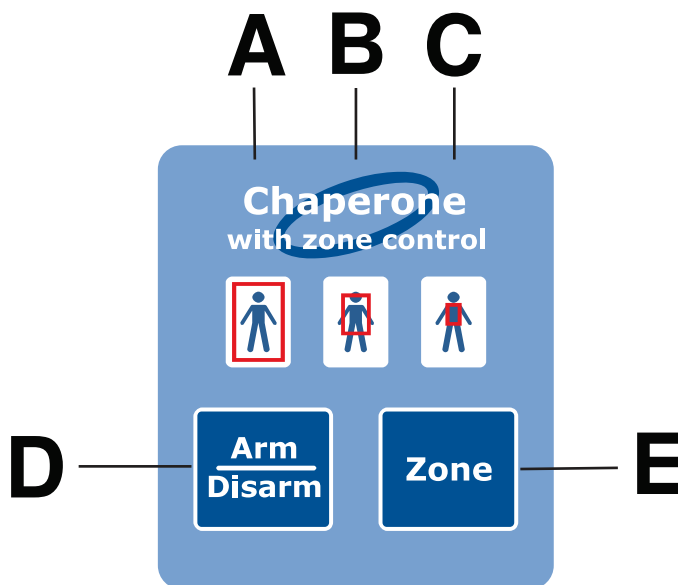 A B C
Chaperone
with zone control
D
Arm
Disarm
Zone
E